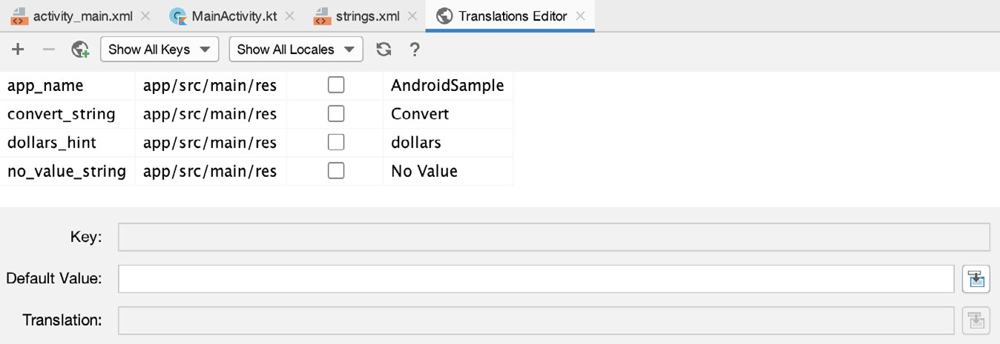 activity_main.xml MainActivity.kt strings.xml Translations Editor
Show All Keys Show All Locales ?
app_name app/src/main/res AndroidSample
convert_string app/src/main/res Convert
dollars_hint app/src/main/res dollars
no_value_string app/src/main/res No Value
Key:
Default Value:
Translation: